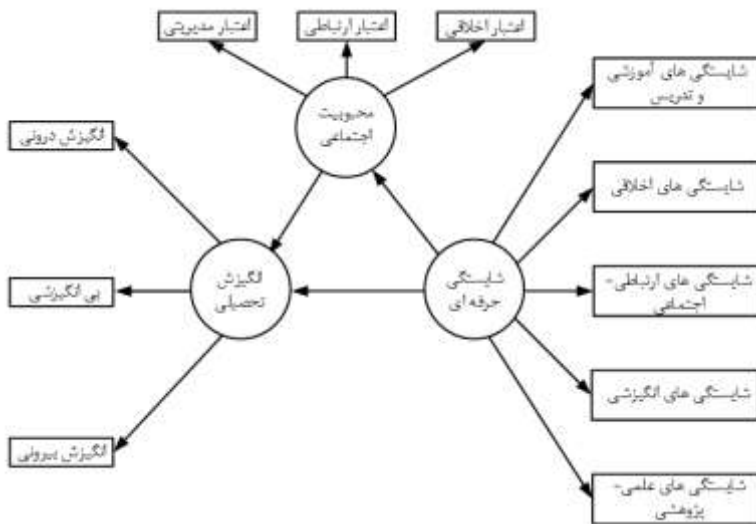 اعتبار اخلاقی
اعتبار ارتباطی
اعتبار مدیریتی
محبوبیت
اجتماعی
شایستگی های آموزشی
و تدریس
شایستگی های اخلاقی
شایستگی های ارتباطی-
اجتماعی
شایستگی های انگیزشی
شایستگی های علمی-
پژوهشی
شایستگی
حرفه ای
انگیزش
تحصیلی
انگیزش درونی
بی انگیزشی
انگیزش بیرونی